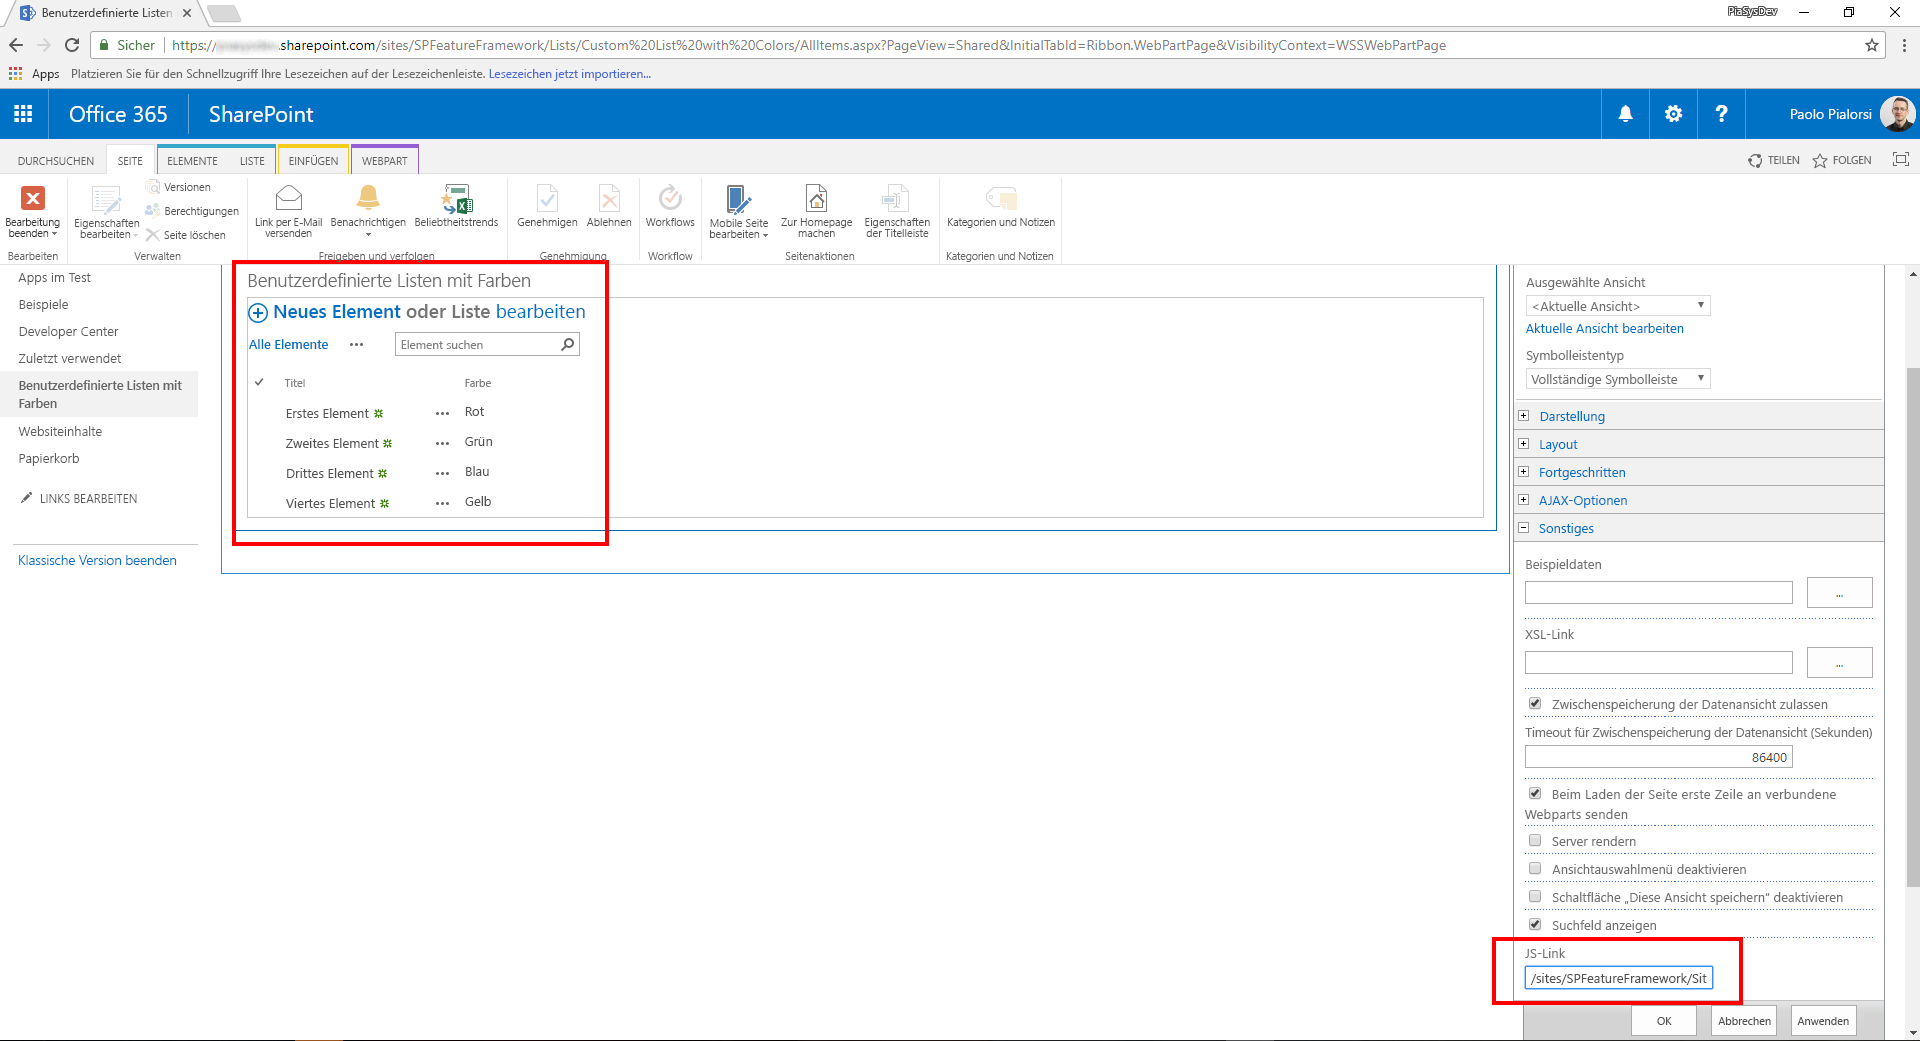 Benutzerdefinierte Listen
PiaSysDev
Sicher
https://
.sharepoint.com/sites/SPFeatureFramework/Lists/Custom%20List%20with%20Colors/AllItems.aspx?PageView=Shared&InitialTabId=Ribbon.WebPartPage&VisibilityContext=WSSWebPartPage
Apps Platzieren Sie für den Schnellzugriff Ihre Lesezeichen auf der Lesezeichenleiste. Lesezeichen jetzt importieren...
Office 365 SharePoint
? Paolo Pialorsi
DURCHSUCHEN SEITE ELEMENTE LISTE EINFÜGEN WEBPART
TEILEN FOLGEN
Bearbeitung
beenden
Bearbeiten
Eigenschaften
bearbeiten
Versionen
Berechtigungen
Seite löschen
Verwalten
Link per E-Mail
versenden
Benachrichtigen
Beliebtheitstrends
Freigeben und verfolgen
Genehmigen
Ablehnen
Genehmigung
Workflows
Workflow
Mobile Seite
bearbeiten
Zur Homepage
machen
Eigenschaften
der Titelleiste
Seitenaktionen
Kategorien und Notizen
Kategorien und Notizen
Apps im Test
Beispiele
Developer Center
Zuletzt verwendet
Benutzerdefinierte Listen mit
Farben
Websiteinhalte
Papierkorb
LINKS BEARBEITEN
Klassische Version beenden
Benutzerdefinierte Listen mit Farben
Neues Element oder Liste bearbeiten
Alle Elemente ••• Element suchen
Titel Farbe
Erstes Element ••• Rot
Zweites Element ••• Grün
Drittes Element ••• Blau
Viertes Element ••• Gelb
Ausgewählte Ansicht
<Aktuelle Ansicht>
Aktuelle Ansicht bearbeiten
Symbolleistentyp
Vollständige Symbolleiste
Darstellung
Layout
Fortgeschritten
AJAX-Optionen
Sonstiges
Beispieldaten
...
XSL-Link
...
Zwischenspeicherung der Datenansicht zulassen
Timeout für Zwischenspeicherung der Datenansicht (Sekunden)
86400
Beim Laden der Seite erste Zeile an verbundene
Webparts senden
Server rendern
Ansichtauswahlmenü deaktivieren
Schaltfläche „Diese Ansicht speichern" deaktivieren
Suchfeld anzeigen
JS-Link
/sites/SPFeatureFramework/Sit
OK Abbrechen Anwenden